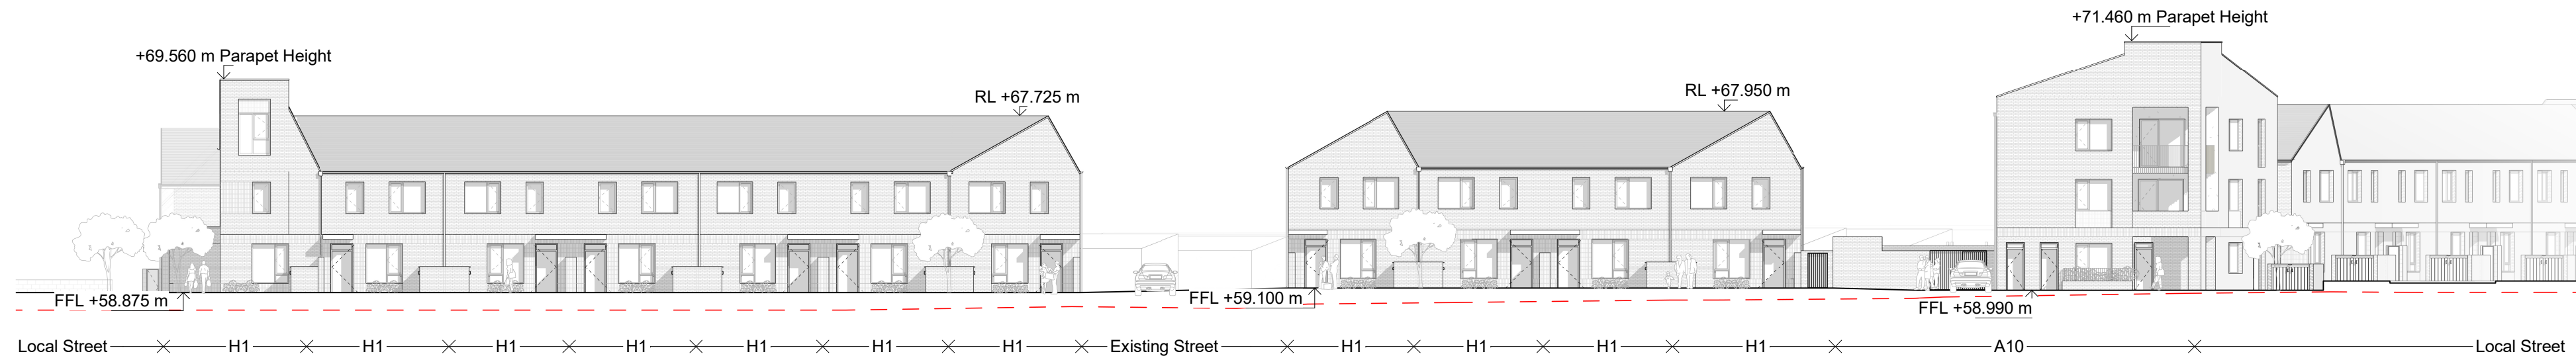 +71.460 m Parapet Height
+69.560 m Parapet Height
RL +67.725 m
RL +67.950 m
FFL +58.875 m
FFL +59.100 m
FFL +58.990 m
Local Street H1 H1 H1 H1 H1 H1 H1 Existing Street H1 H1 H1 H1 A10 Local Street